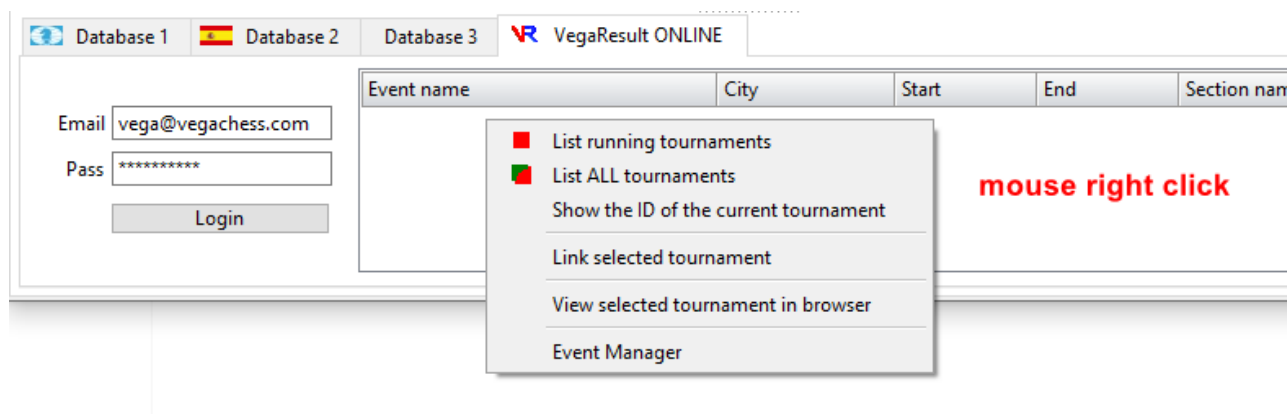 Database 1 Database 2 Database 3 VR VegaResult ONLINE
Event name City Start End Section nam
Email vega@vegachess.com
Pass **********
Login
List running tournaments
List ALL tournaments
Show the ID of the current tournament
Link selected tournament
View selected tournament in browser
Event Manager
mouse right click